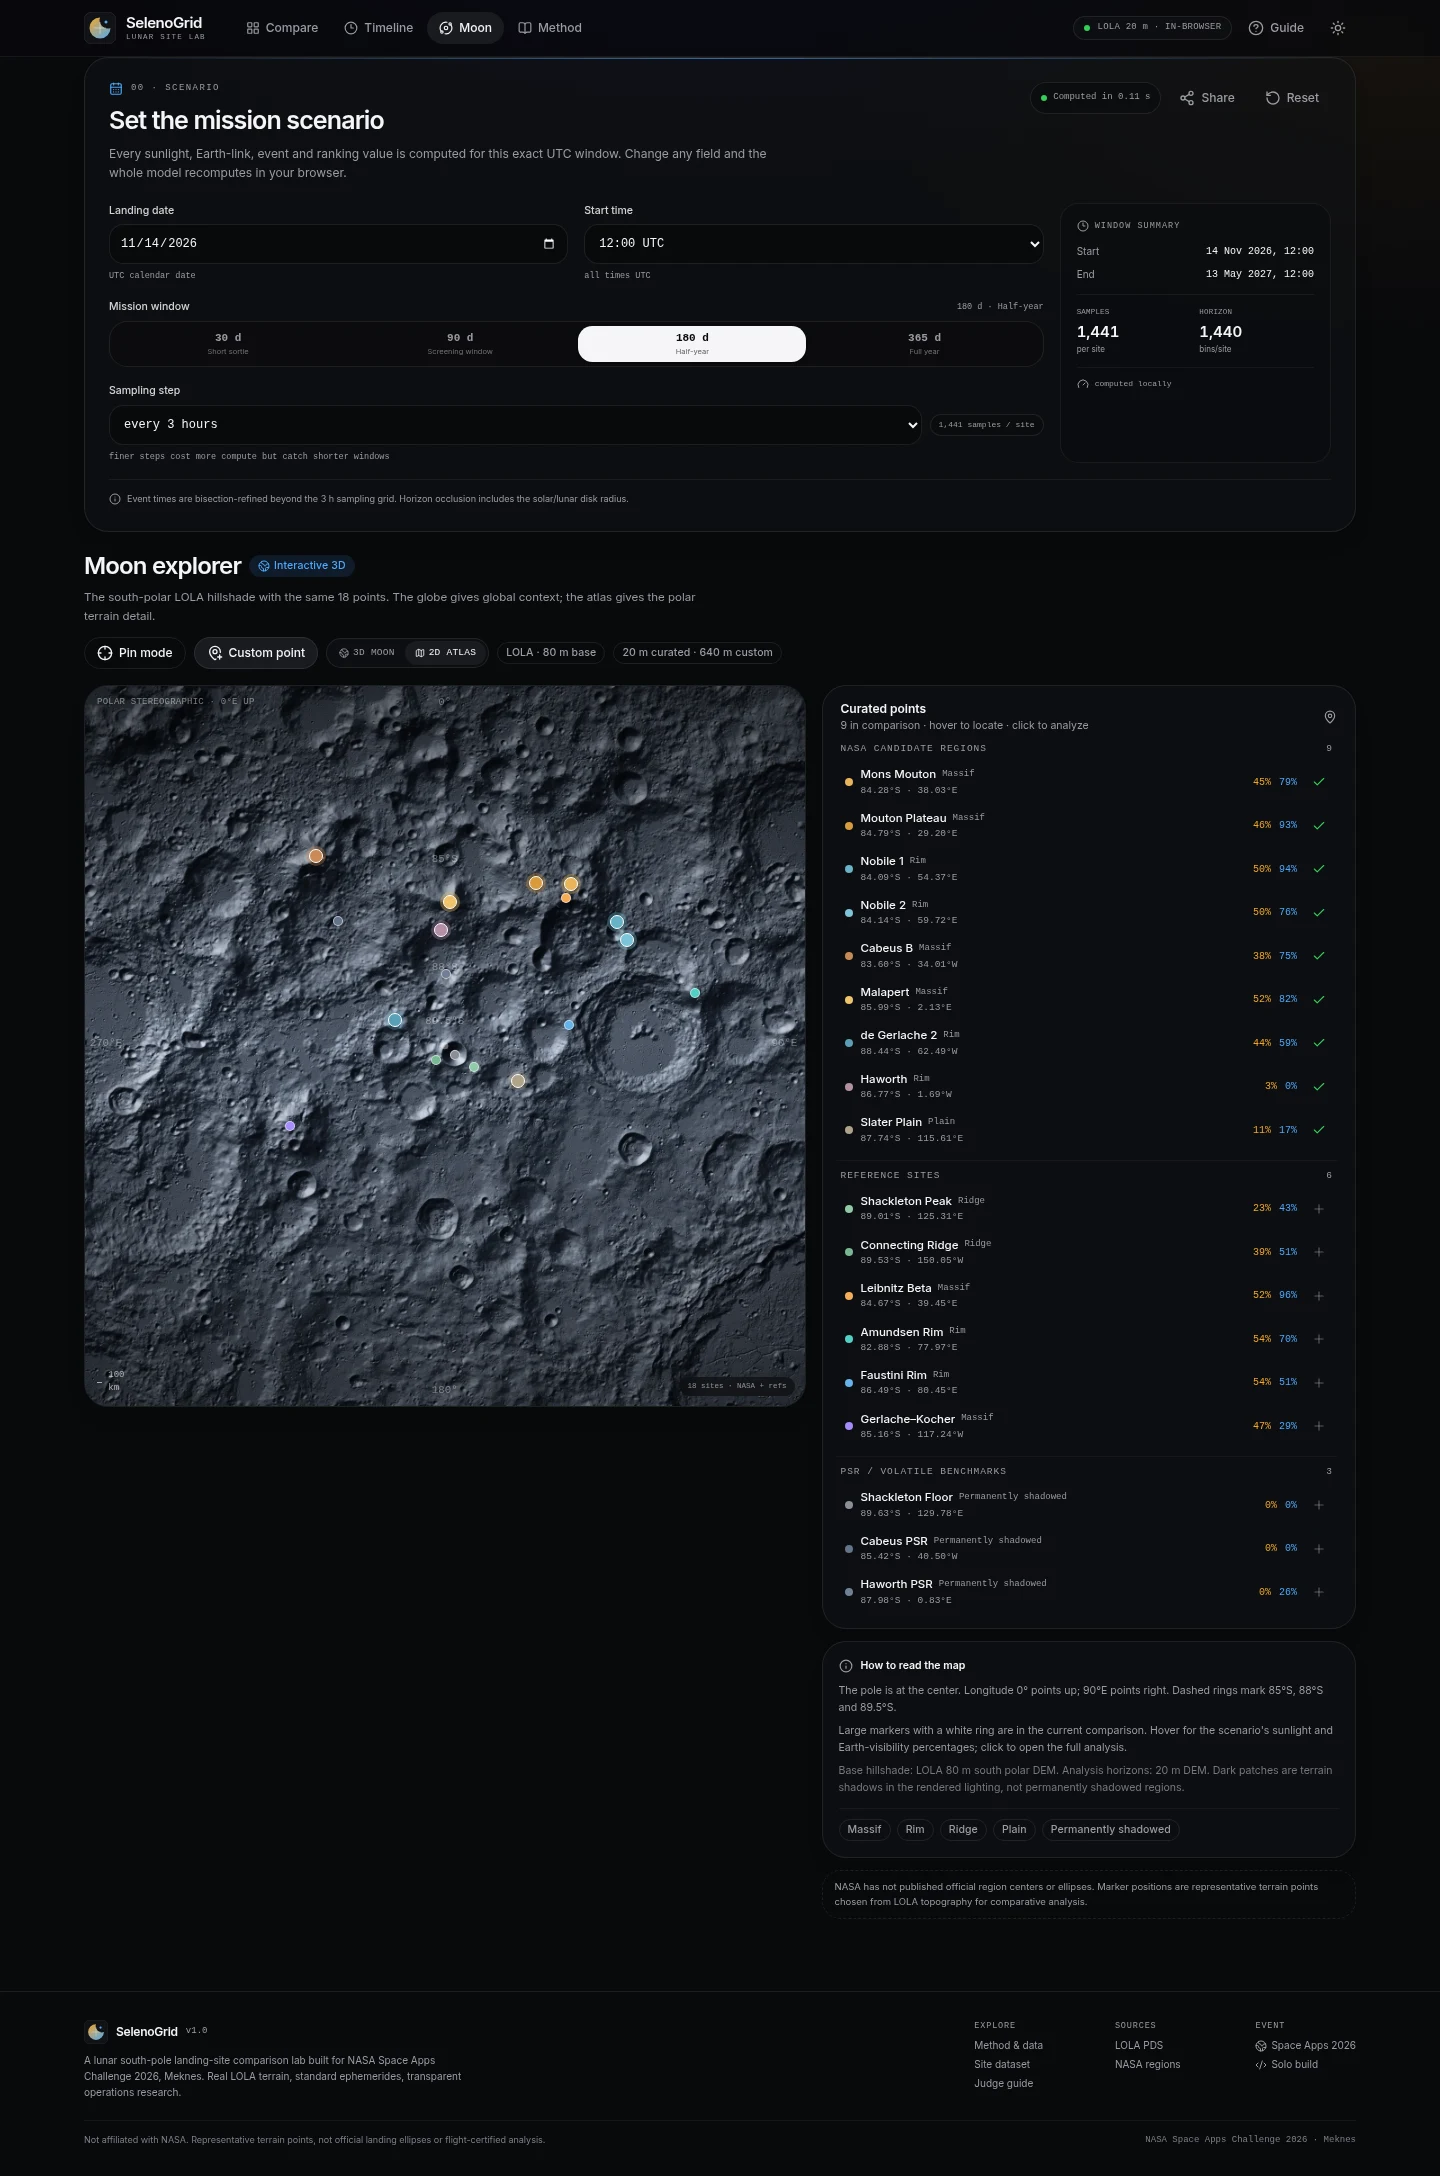 SelenoGrid
LUNAR SITE LAB
Compare
Timeline
Moon
Method
LOLA 20 m · IN-BROWSER
Guide
00 · SCENARIO
Computed in 0.11 s
Share
Reset
Set the mission scenario
Every sunlight, Earth-link, event and ranking value is computed for this exact UTC window. Change any field and the
whole model recomputes in your browser.
Landing date
11/14/2026
UTC calendar date
Start time
12:00 UTC
all times UTC
Mission window
180 d · Half-year
30 d
Short sortie
90 d
Screening window
180 d
Half-year
365 d
Full year
Sampling step
every 3 hours
1,441 samples / site
finer steps cost more compute but catch shorter windows
WINDOW SUMMARY
Start 14 Nov 2026, 12:00
End 13 May 2027, 12:00
SAMPLES
1,441
per site
HORIZON
1,440
bins/site
computed locally
Event times are bisection-refined beyond the 3 h sampling grid. Horizon occlusion includes the solar/lunar disk radius.
Moon explorer
Interactive 3D
The south-polar LOLA hillshade with the same 18 points. The globe gives global context; the atlas gives the polar
terrain detail.
Pin mode
Custom point
3D MOON
2D ATLAS
LOLA · 80 m base
20 m curated · 640 m custom
POLAR STEREOGRAPHIC · 0°E UP
0°
85°S
270°E
90°E
180°
100
km
18 sites · NASA + refs
Curated points
9 in comparison · hover to locate · click to analyze
NASA CANDIDATE REGIONS 9
Mons Mouton Massif
84.28°S · 38.03°E
45% 79%
Mouton Plateau Massif
84.79°S · 29.20°E
46% 93%
Nobile 1 Rim
84.09°S · 54.37°E
50% 94%
Nobile 2 Rim
84.14°S · 59.72°E
50% 76%
Cabeus B Massif
83.60°S · 34.01°W
38% 75%
Malapert Massif
85.99°S · 2.13°E
52% 82%
de Gerlache 2 Rim
88.44°S · 62.49°W
44% 59%
Haworth Rim
86.77°S · 1.69°W
3% 0%
Slater Plain Plain
87.74°S · 115.61°E
11% 17%
REFERENCE SITES 6
Shackleton Peak Ridge
89.01°S · 125.31°E
23% 43%
Connecting Ridge Ridge
89.53°S · 150.05°W
39% 51%
Leibnitz Beta Massif
84.67°S · 39.45°E
52% 96%
Amundsen Rim Rim
82.88°S · 77.97°E
54% 70%
Faustini Rim Rim
86.49°S · 80.45°E
54% 51%
Gerlache–Kocher Massif
85.16°S · 117.24°W
47% 29%
PSR / VOLATILE BENCHMARKS 3
Shackleton Floor Permanently shadowed
89.63°S · 129.78°E
0% 0%
Cabeus PSR Permanently shadowed
85.42°S · 40.50°W
0% 0%
Haworth PSR Permanently shadowed
87.98°S · 0.83°E
0% 26%
How to read the map
The pole is at the center. Longitude 0° points up; 90°E points right. Dashed rings mark 85°S, 88°S
and 89.5°S.
Large markers with a white ring are in the current comparison. Hover for the scenario's sunlight and
Earth-visibility percentages; click to open the full analysis.
Base hillshade: LOLA 80 m south polar DEM. Analysis horizons: 20 m DEM. Dark patches are terrain
shadows in the rendered lighting, not permanently shadowed regions.
Massif
Rim
Ridge
Plain
Permanently shadowed
NASA has not published official region centers or ellipses. Marker positions are representative terrain points
chosen from LOLA topography for comparative analysis.
SelenoGrid v1.0
A lunar south-pole landing-site comparison lab built for NASA Space Apps
Challenge 2026, Meknes. Real LOLA terrain, standard ephemerides, transparent
operations research.
EXPLORE
Method & data
Site dataset
Judge guide
SOURCES
LOLA PDS
NASA regions
EVENT
Space Apps 2026
Solo build
Not affiliated with NASA. Representative terrain points, not official landing ellipses or flight-certified analysis.
NASA Space Apps Challenge 2026 · Meknes